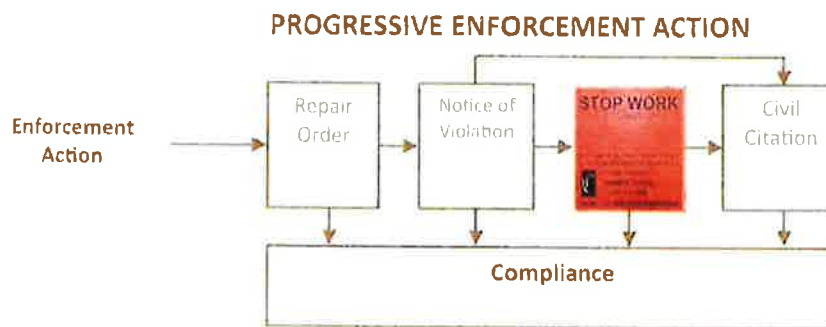 PROGRESSIVE ENFORCEMENT ACTION
Enforcement
Action
Repair
Order
Notice of
Violation
STOP WORK
Civil
Citation
Compliance